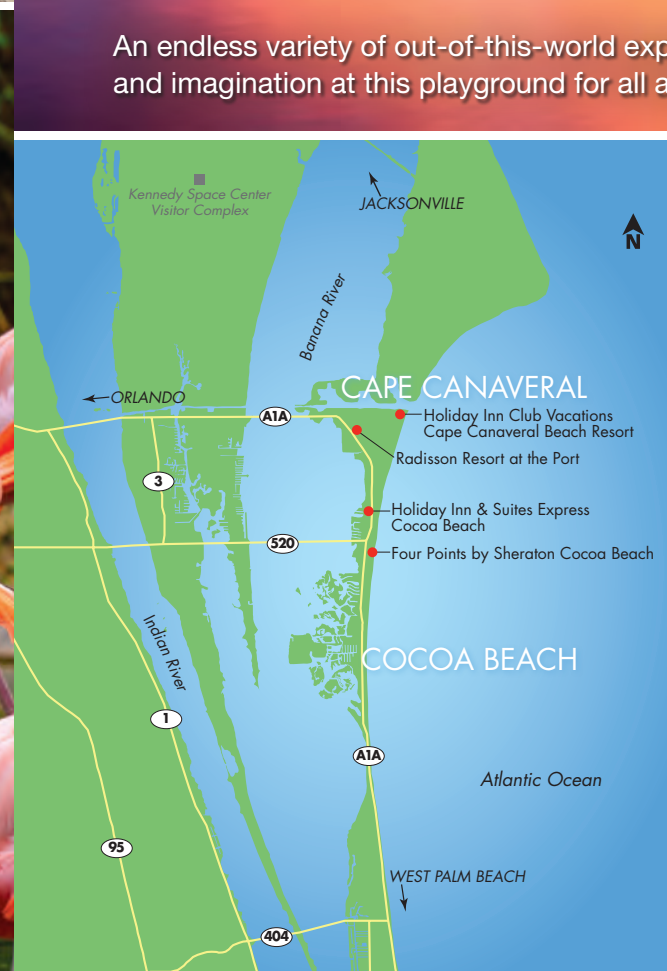 An endless variety of out-of-this-world
and imagination at this playground for all
Kennedy Space Center
Visitor Complex
JACKSONVILLE
N
Banana River
ORLANDO
CAPE CANAVERAL
A1A
Holiday Inn Club Vacations
Cape Canaveral Beach Resort
Radisson Resort at the Port
3
Holiday Inn & Suites Express
Cocoa Beach
520
Four Points by Sheraton Cocoa Beach
Indian River
COCOA BEACH
1
A1A
Atlantic Ocean
95
WEST PALM BEACH
404